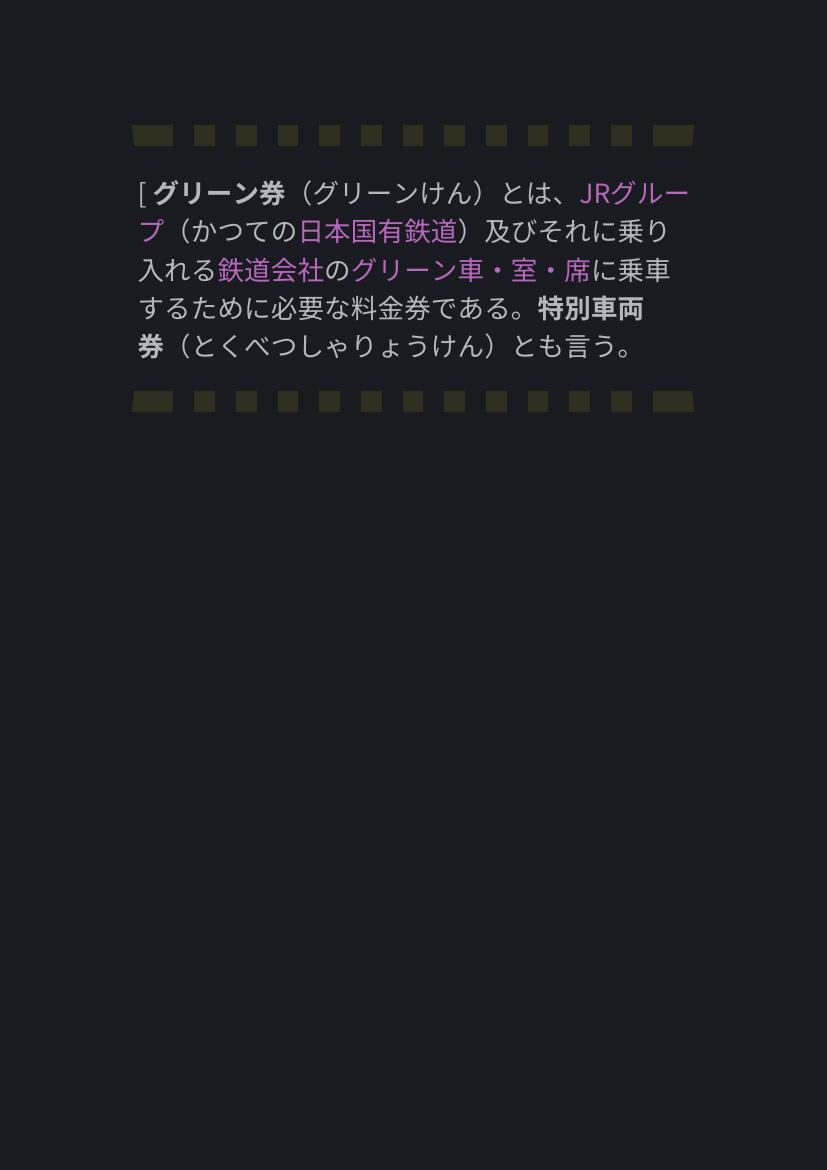 [ グリーン券（グリーンけん）とは、JRグルー
プ（かつての日本国有鉄道）及びそれに乗り
入れる鉄道会社のグリーン車・室・席に乗車
するために必要な料金券である。特別車両
券（とくべつしゃりょうけん）とも言う。